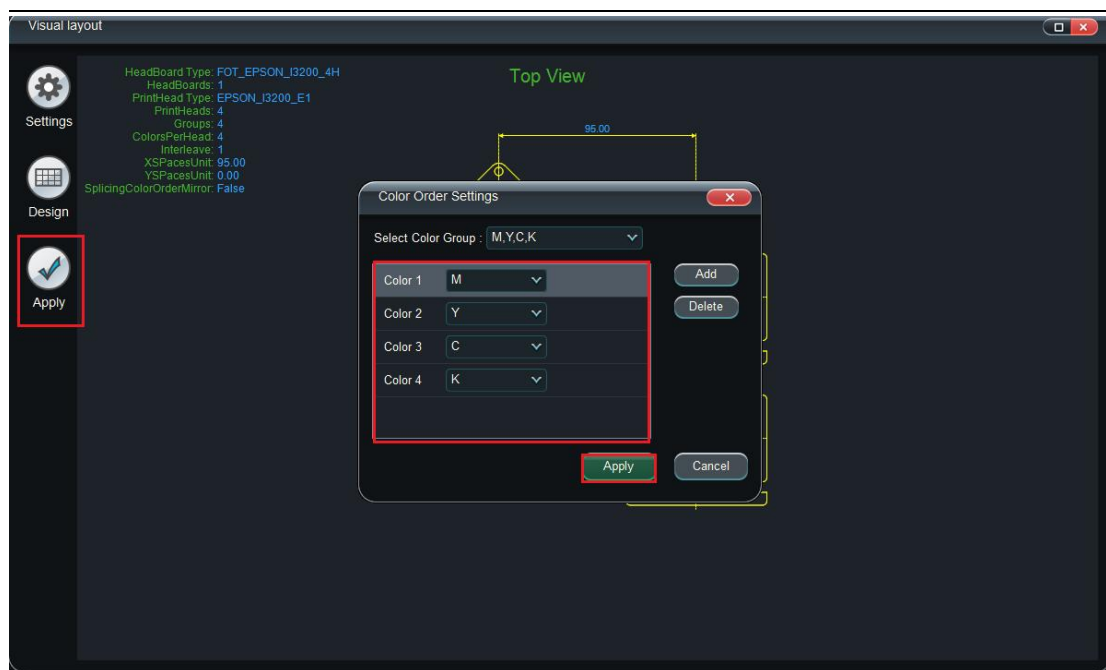 Visual layout
Settings
Design
Apply
HeadBoard Type: FOT_EPSON_I3200_4H
HeadBoards: 1
PrintHead Type: EPSON_I3200_E1
PrintHeads: 4
Groups: 4
ColorsPerHead: 4
Interleave: 1
XSPacesUnit: 95.00
YSPacesUnit: 0.00
SplicingColorOrderMirror: False
Top View
95.00
Color Order Settings
Select Color Group : M,Y,C,K
Color 1 M
Color 2 Y
Color 3 C
Color 4 K
Add
Delete
Apply Cancel